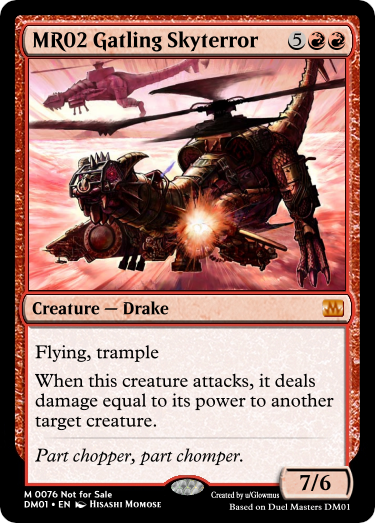 MR02 Gatling Skyterror 5
Creature — Drake
Flying, trample
When this creature attacks, it deals
damage equal to its power to another
target creature.
Part chopper, part chomper.
7/6
M 0076 Not for Sale
DM01 • EN Hisashi Momose
Created by u/Glowmus
Based on Duel Masters DM01